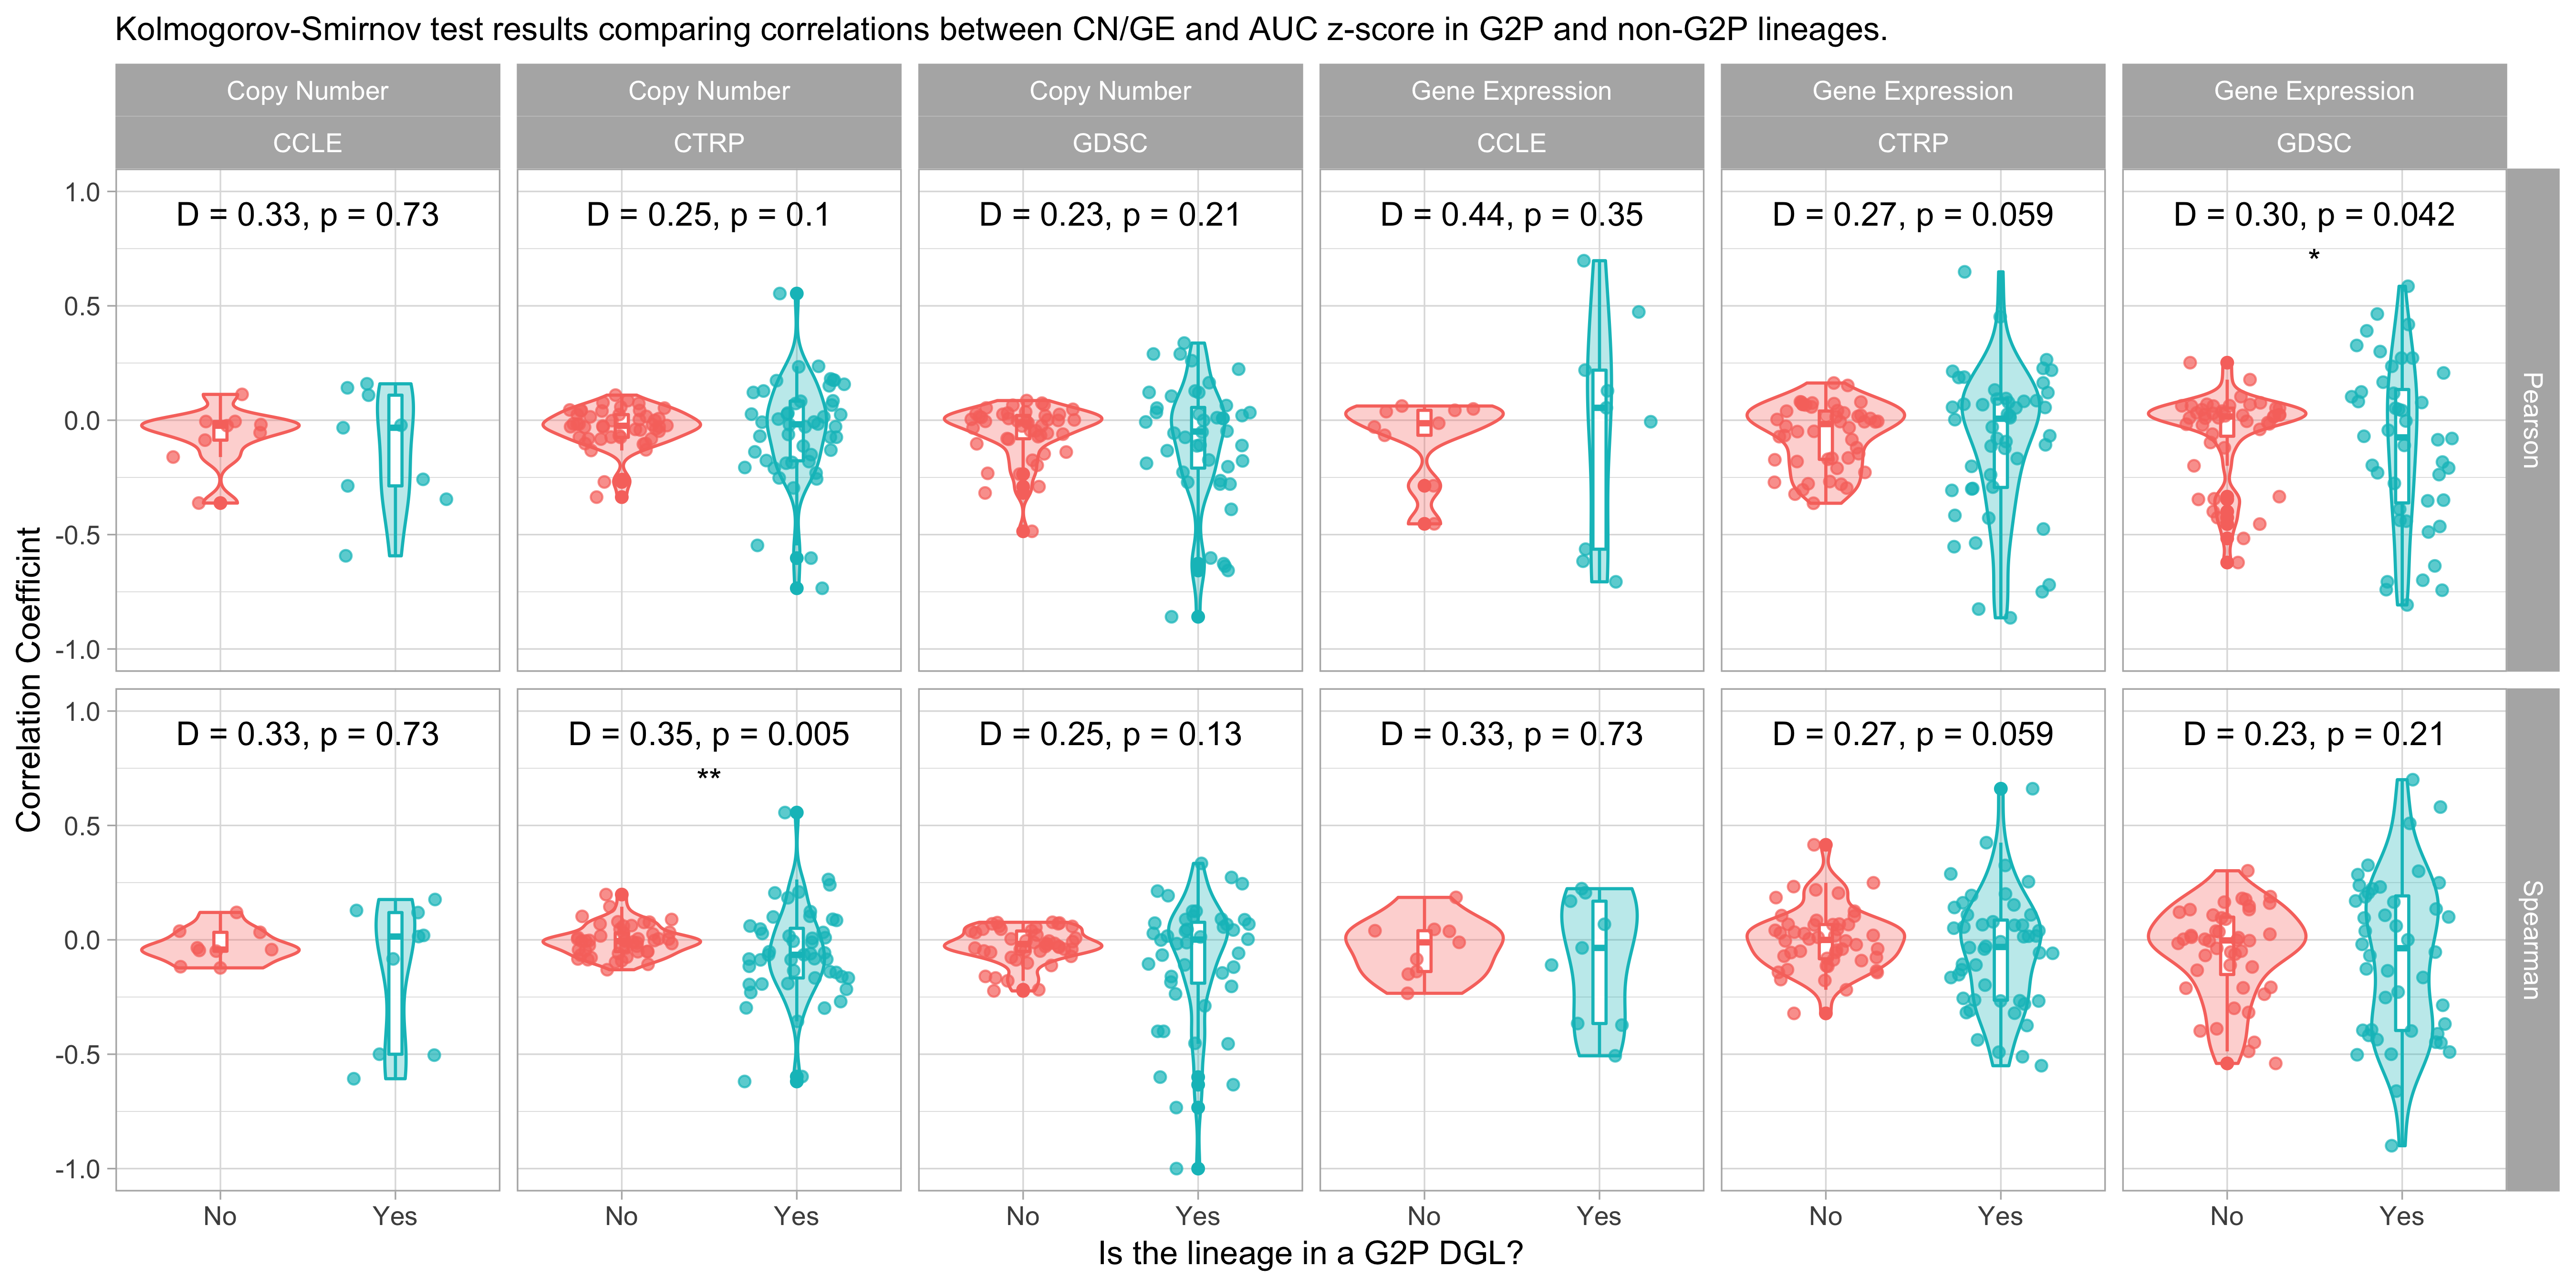 Kolmogorov-Smirnov test results comparing correlations between CN/GE and AUC z-score in G2P and non-G2P lineages.
Copy Number Copy Number Copy Number Gene Expression Gene Expression Gene Expression
CCLE CTRP GDSC CCLE CTRP GDSC
1.0
D = 0.33, p = 0.73 D = 0.25, p = 0.1 D = 0.23, p = 0.21 D = 0.44, p = 0.35 D = 0.27, p = 0.059 D = 0.30, p = 0.042
*
0.5
0.0
-0.5
-1.0
Pearson
Correlation Coefficint
1.0
D = 0.33, p = 0.73 D = 0.35, p = 0.005 D = 0.25, p = 0.13 D = 0.33, p = 0.73 D = 0.27, p = 0.059 D = 0.23, p = 0.21
**
0.5
0.0
-0.5
-1.0
Spearman
No Yes No Yes No Yes No Yes No Yes No Yes
Is the lineage in a G2P DGL?